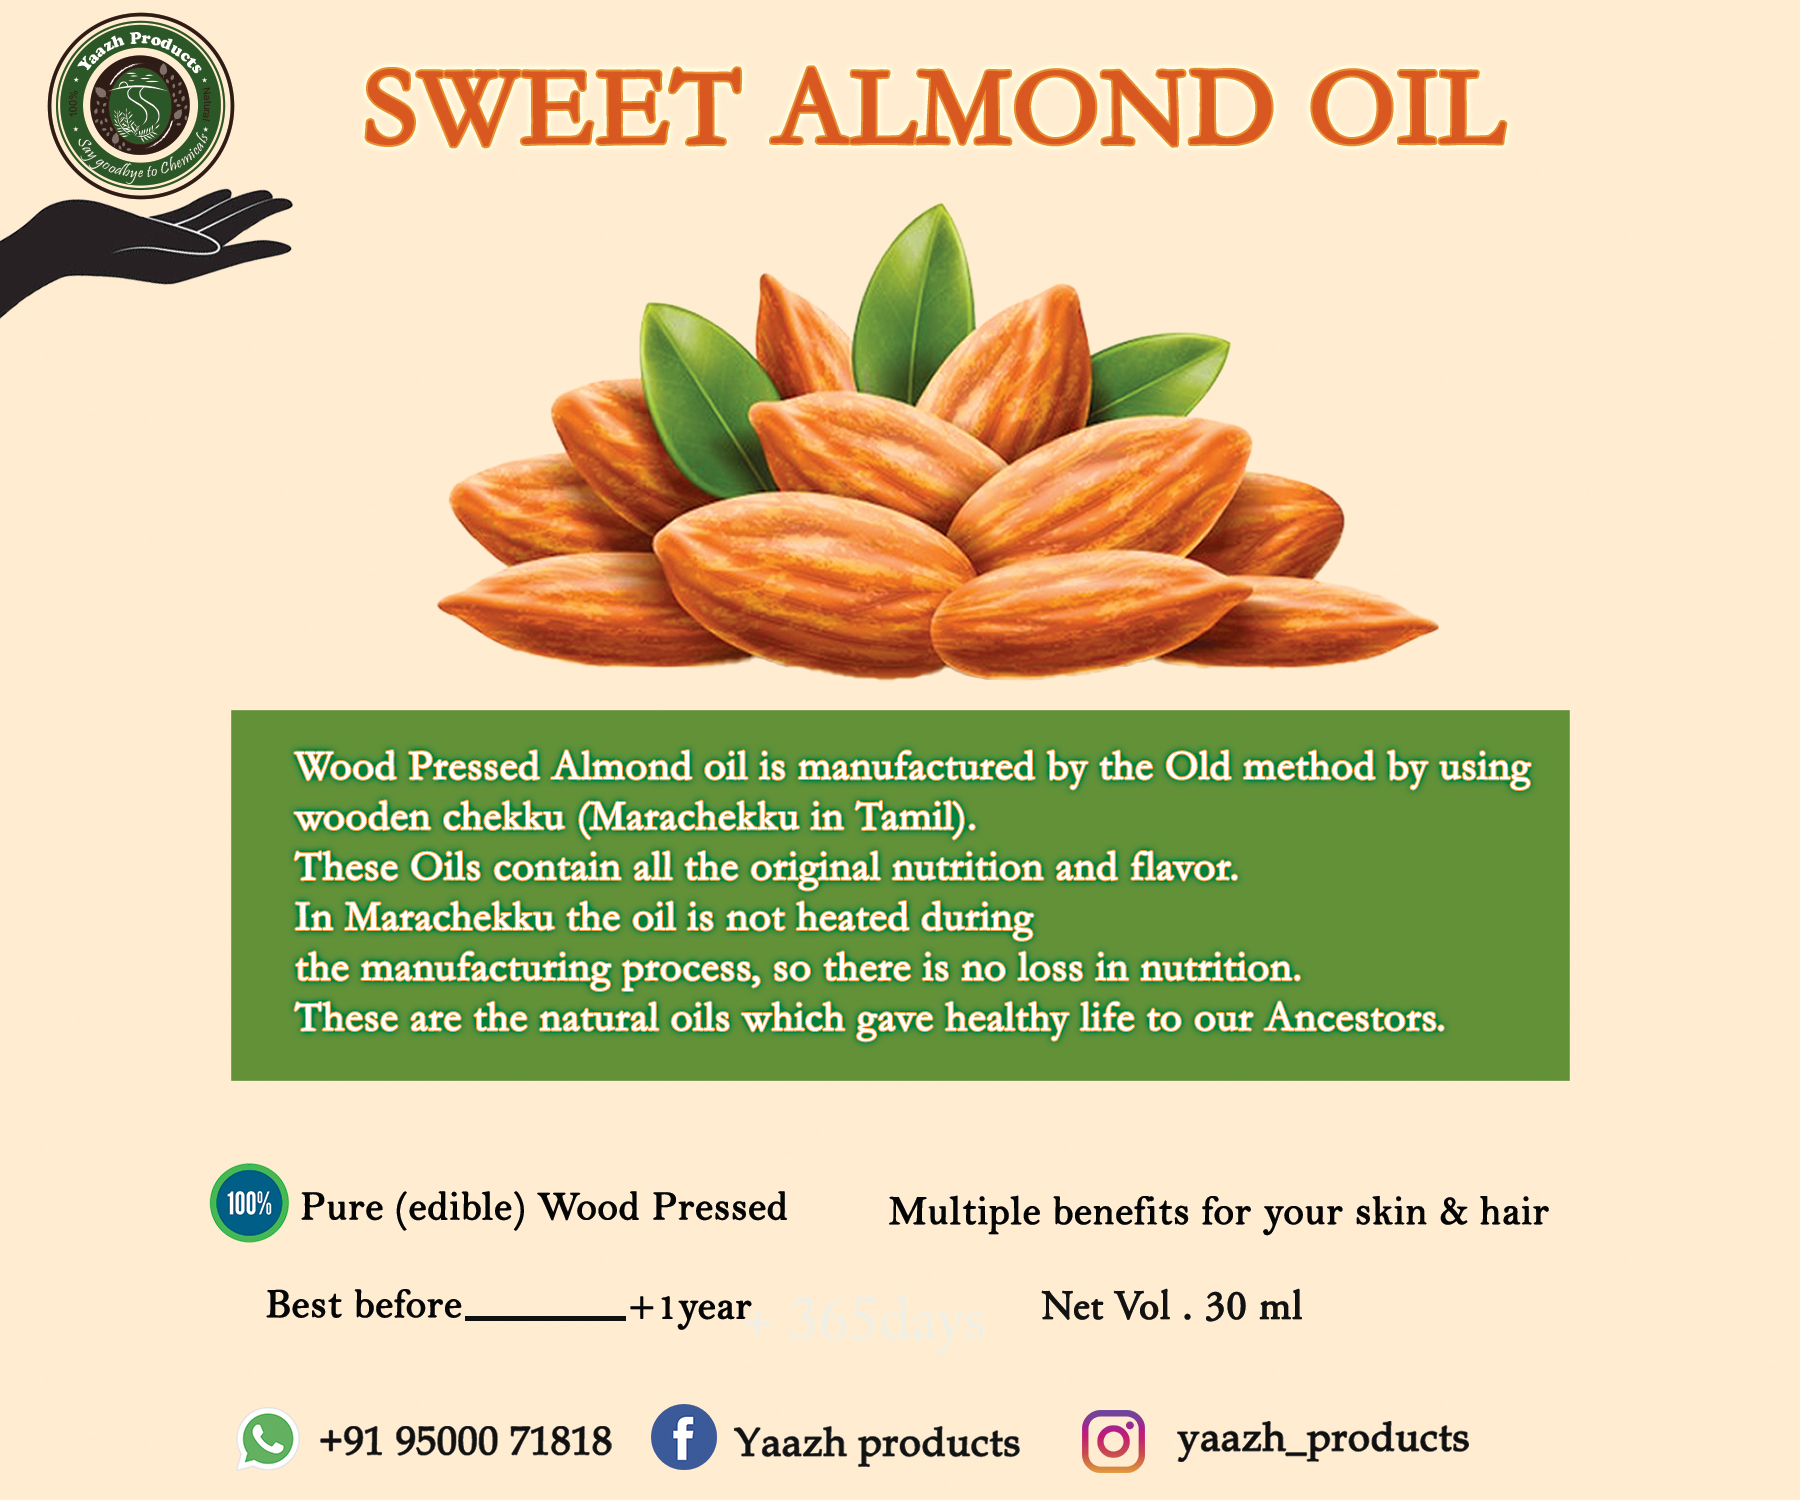 Yaazh Products
100%
Natural
Say goodbye to Chemicals
SWEET ALMOND OIL
Wood Pressed Almond oil is manufactured by the Old method by using
wooden chekku (Marachekku in Tamil).
These Oils contain all the original nutrition and flavor.
In Marachekku the oil is not heated during
the manufacturing process, so there is no loss in nutrition.
These are the natural oils which gave healthy life to our Ancestors.
100% Pure (edible) Wood Pressed
Multiple benefits for your skin & hair
Best before________+1year
+ 365days
Net Vol . 30 ml
+91 95000 71818
Yaazh products
yaazh_products